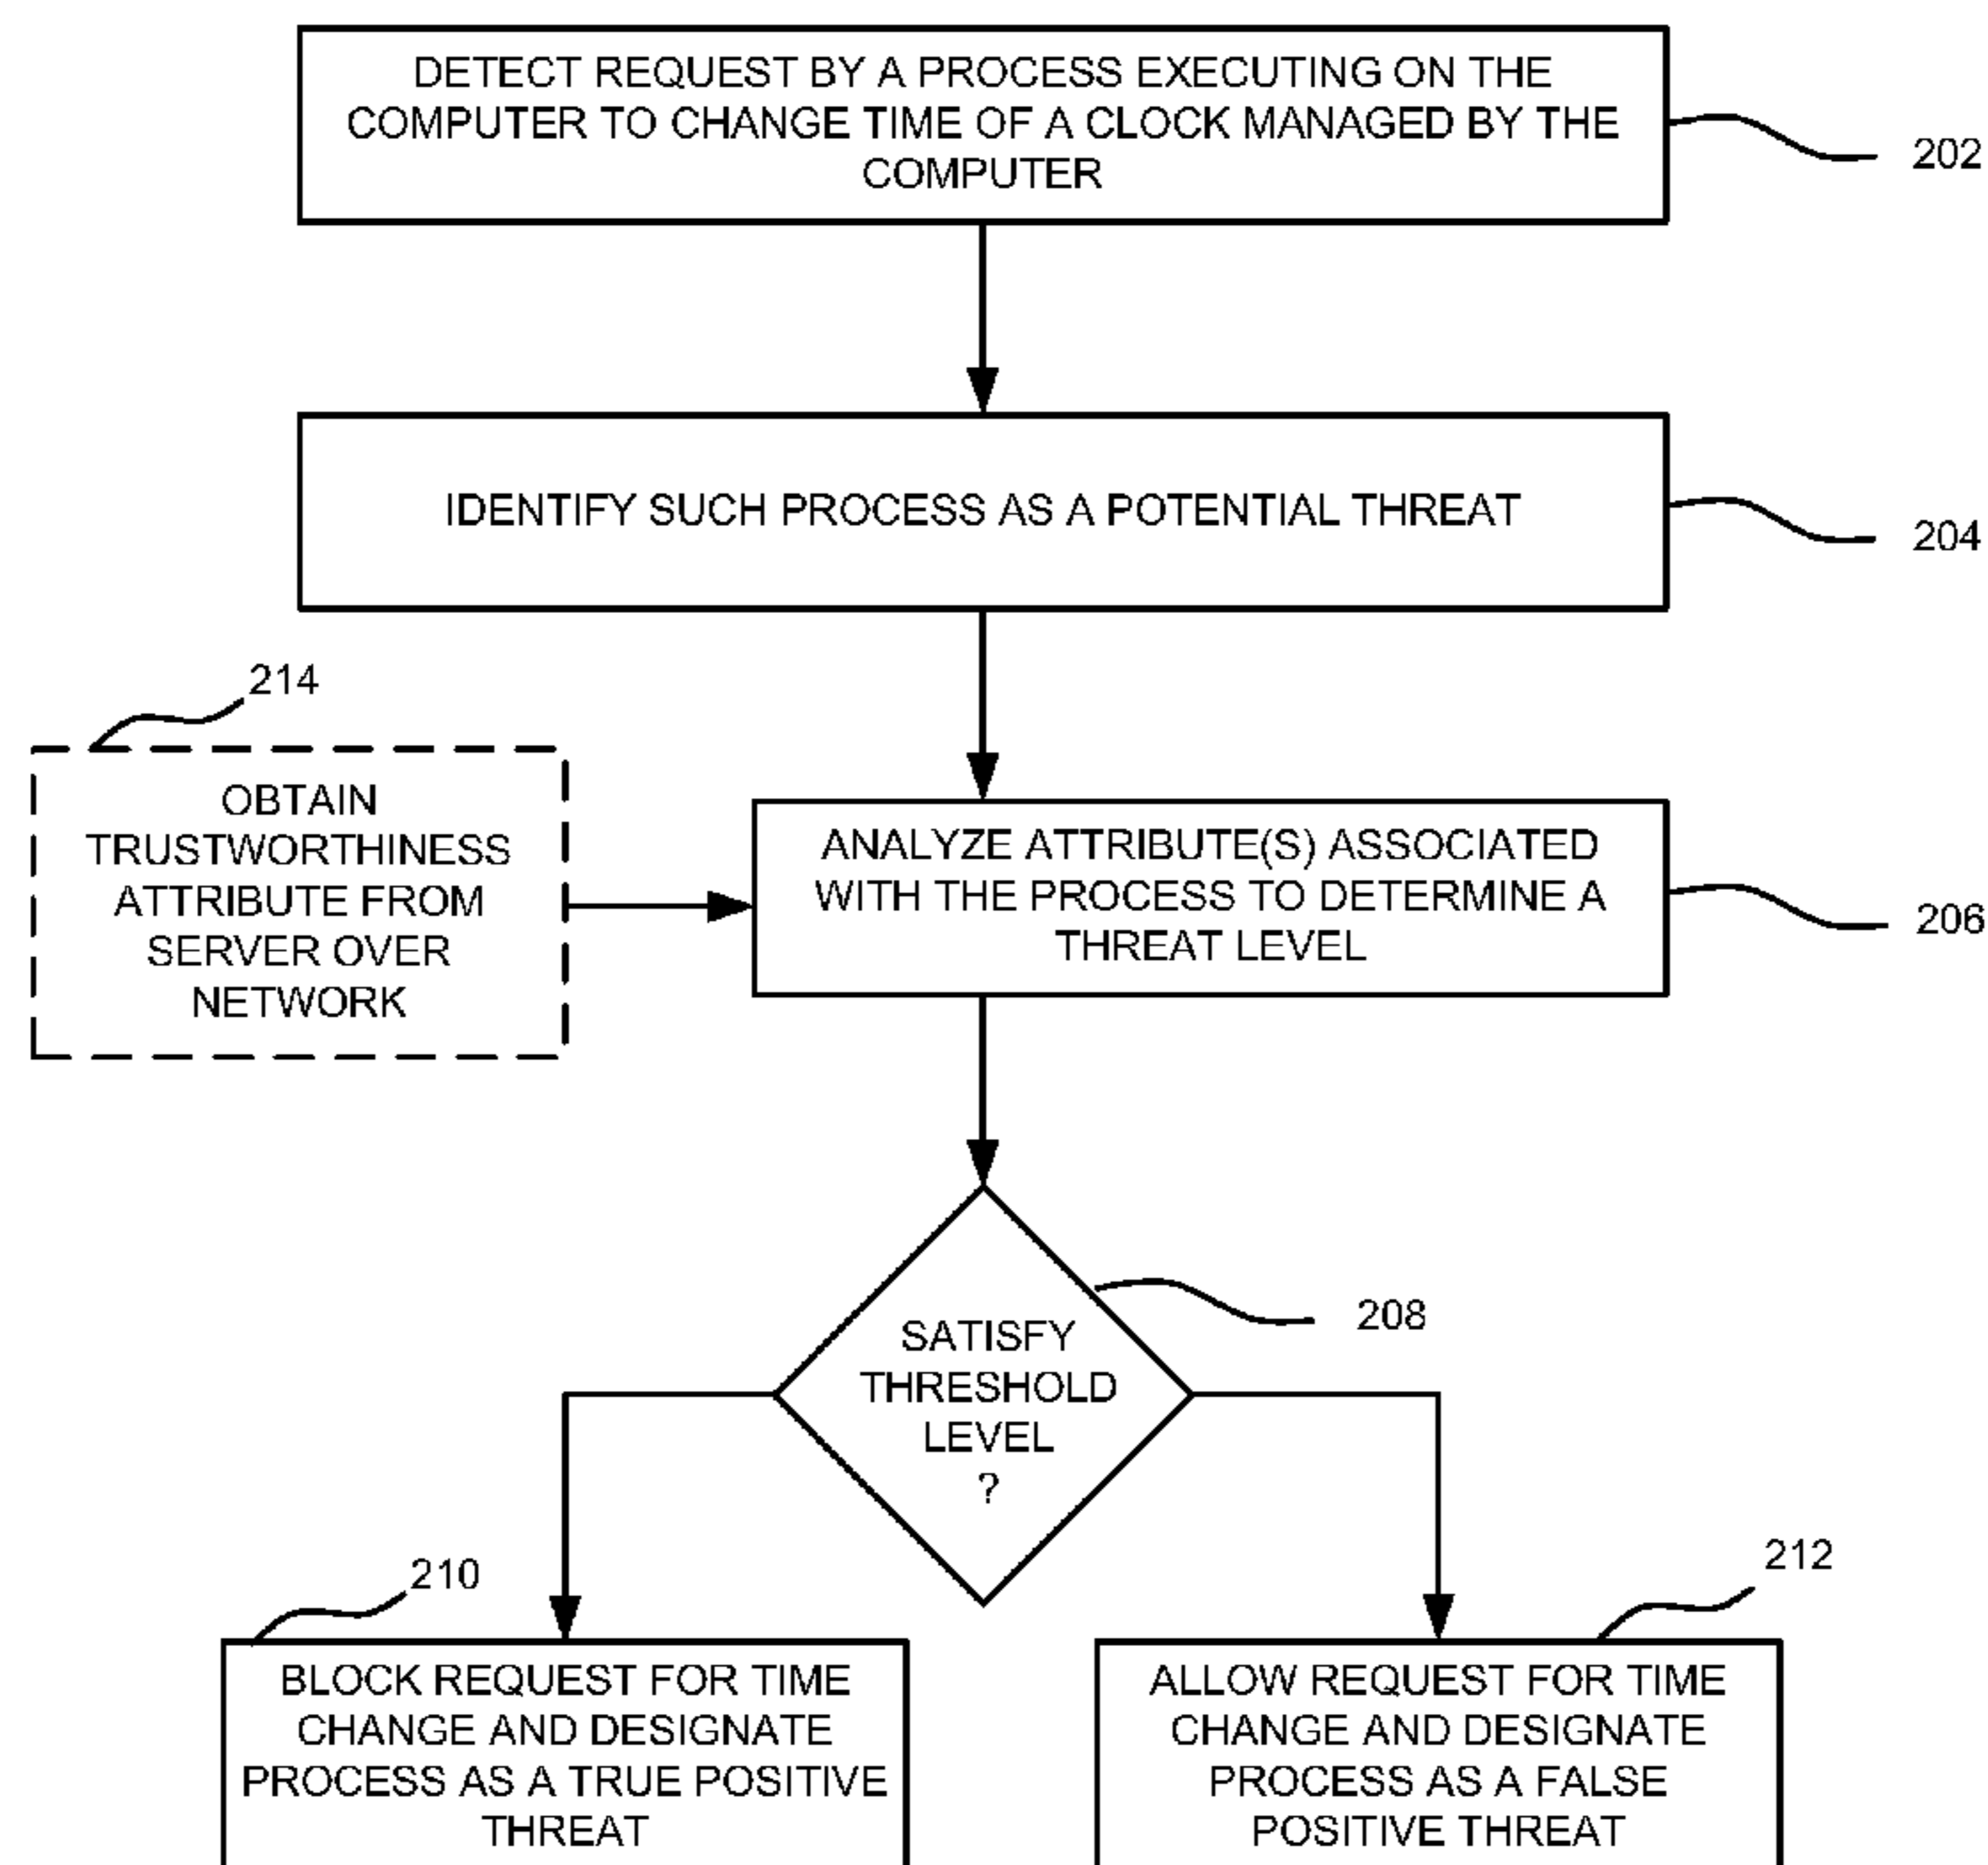 DETECT REQUEST BY A PROCESS EXECUTING ON THE
COMPUTER TO CHANGE TIME OF A CLOCK MANAGED BY THE
COMPUTER
202
IDENTIFY SUCH PROCESS AS A POTENTIAL THREAT
204
214
OBTAIN
TRUSTWORTHINESS
ATTRIBUTE FROM
SERVER OVER
NETWORK
ANALYZE ATTRIBUTE(S) ASSOCIATED
WITH THE PROCESS TO DETERMINE A
THREAT LEVEL
206
SATISFY
THRESHOLD
LEVEL
?
208
210
BLOCK REQUEST FOR TIME
CHANGE AND DESIGNATE
PROCESS AS A TRUE POSITIVE
THREAT
212
ALLOW REQUEST FOR TIME
CHANGE AND DESIGNATE
PROCESS AS A FALSE
POSITIVE THREAT